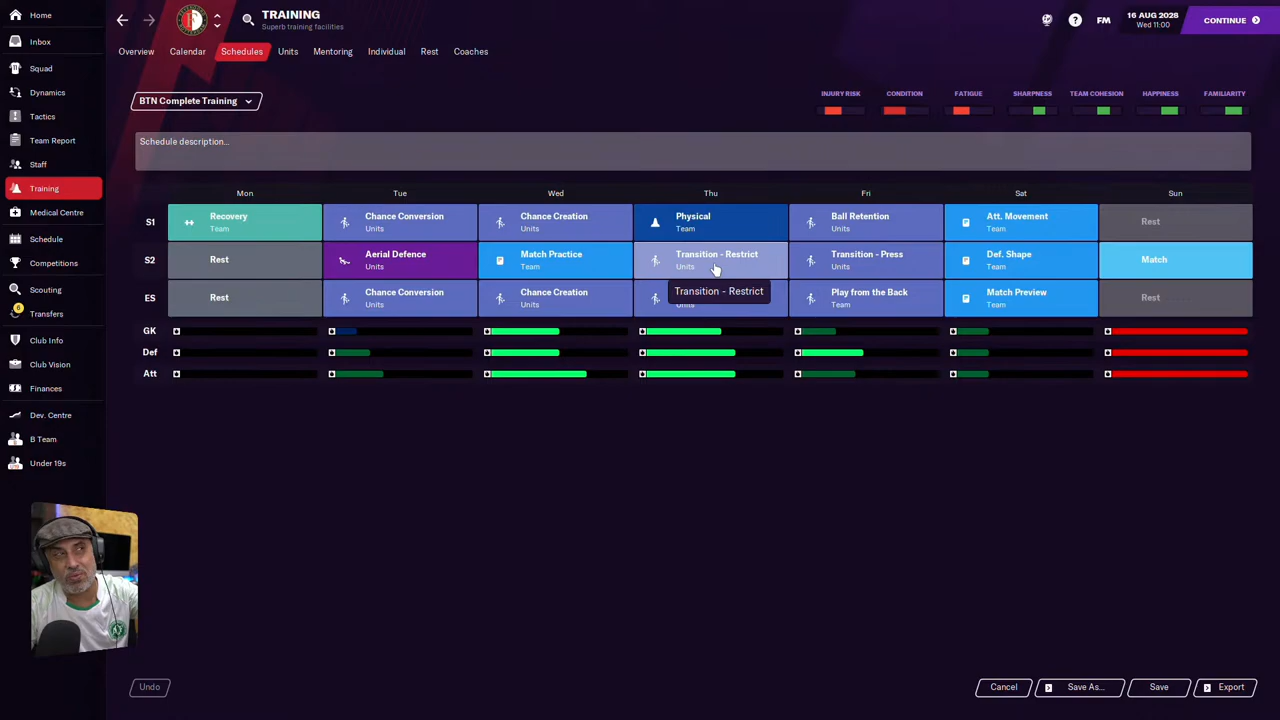 Home
Inbox
Squad
Dynamics
Tactics
Team Report
Staff
Training
Medical Centre
Schedule
Competitions
Scouting
6
Transfers
Club Info
Club Vision
Finances
Dev. Centre
B Team
Under 19s
TRAINING
Superb training facilities
? FM 16 AUG 2028
Wed 11:00
CONTINUE
Overview Calendar Schedules Units Mentoring Individual Rest Coaches
BTN Complete Training
INJURY RISK CONDITION FATIGUE SHARPNESS TEAM COHESION HAPPINESS FAMILIARITY
Schedule description...
Mon Tue Wed Thu Fri Sat Sun
S1
Recovery Chance Conversion Chance Creation Physical Ball Retention Att. Movement Rest
Team Units Units Team Units Team
S2
Rest Aerial Defence Match Practice Transition - Restrict Transition - Press Def. Shape Match
Units Team Units Units Team
Transition - Restrict
ES
Rest Chance Conversion Chance Creation Play from the Back Match Preview Rest
Units Units Units Team Team
GK
Def
Att
Undo Cancel Save As... Save Export